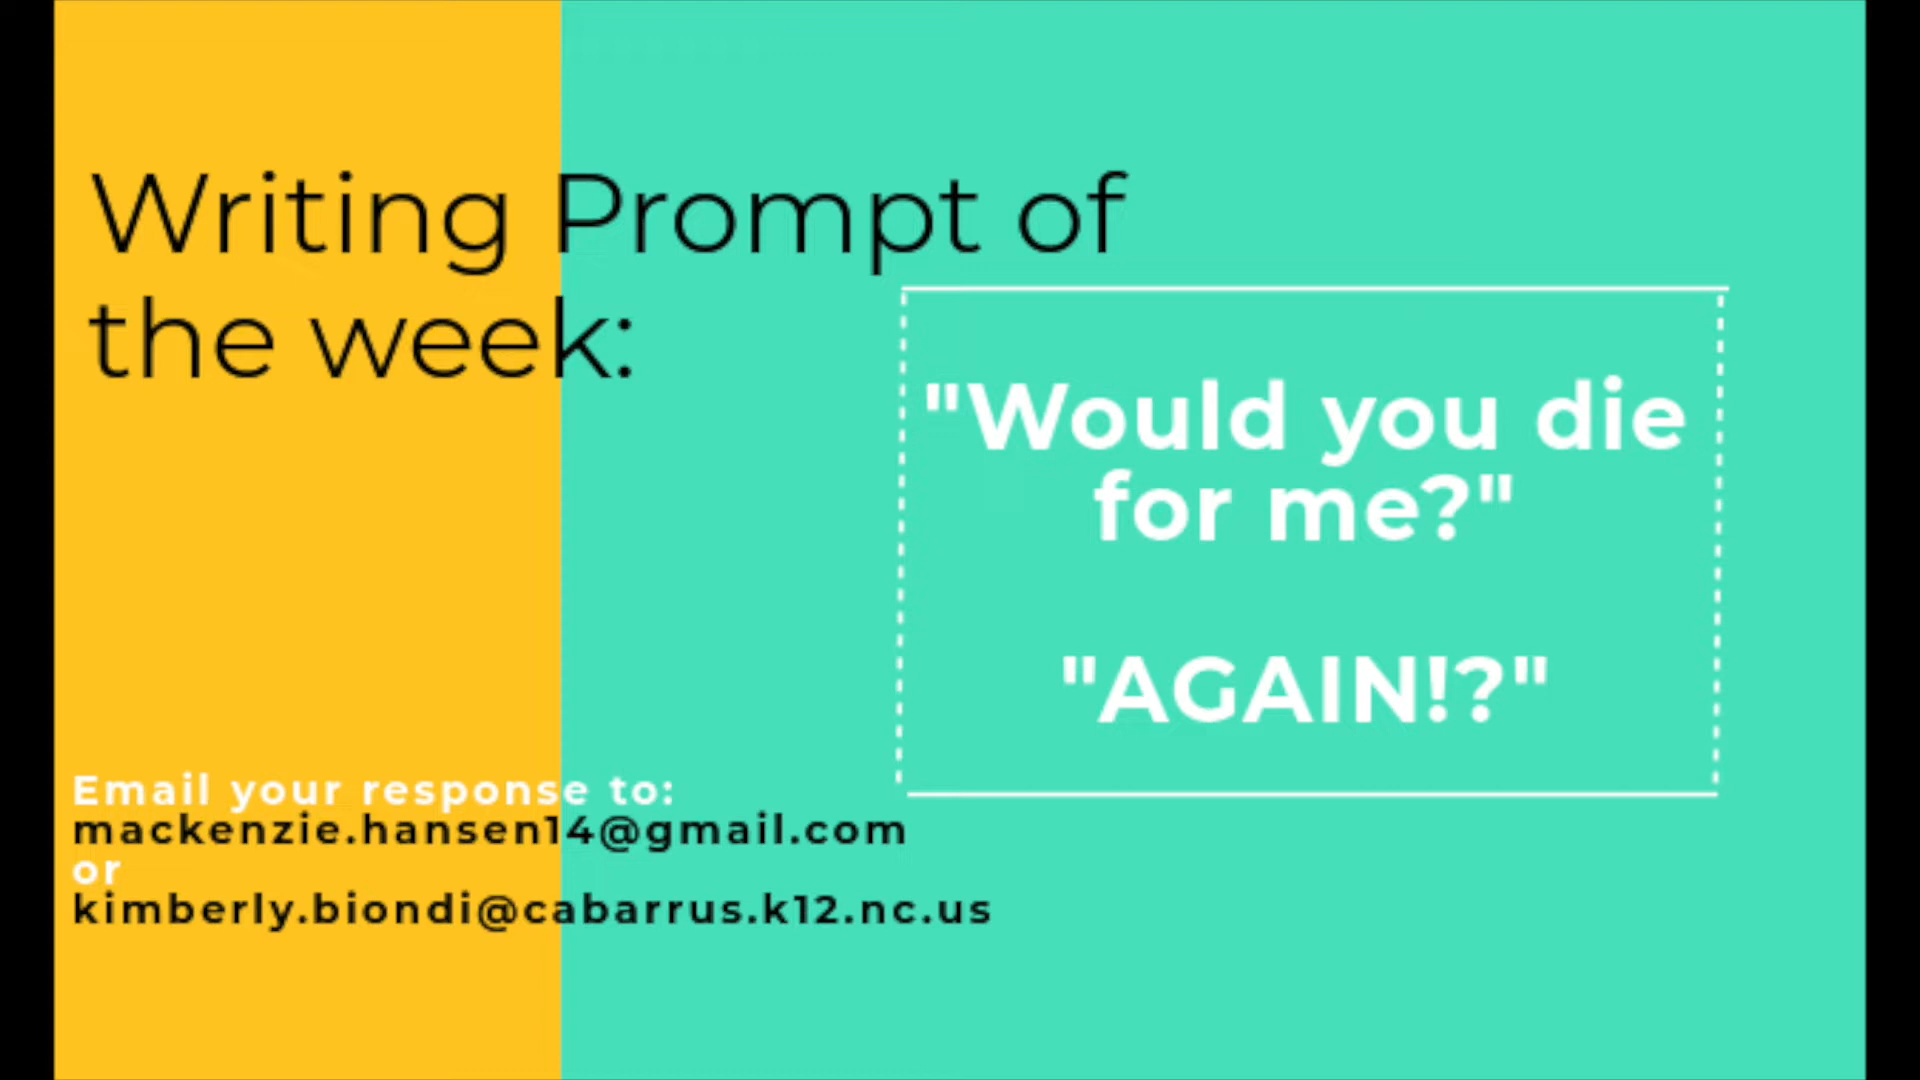 Writing Prompt of
the week:
"Would you die
for me?"
"AGAIN!?"
Email your response to:
mackenzie.hansen14@gmail.com
or
kimberly.biondi@cabarrus.k12.nc.us